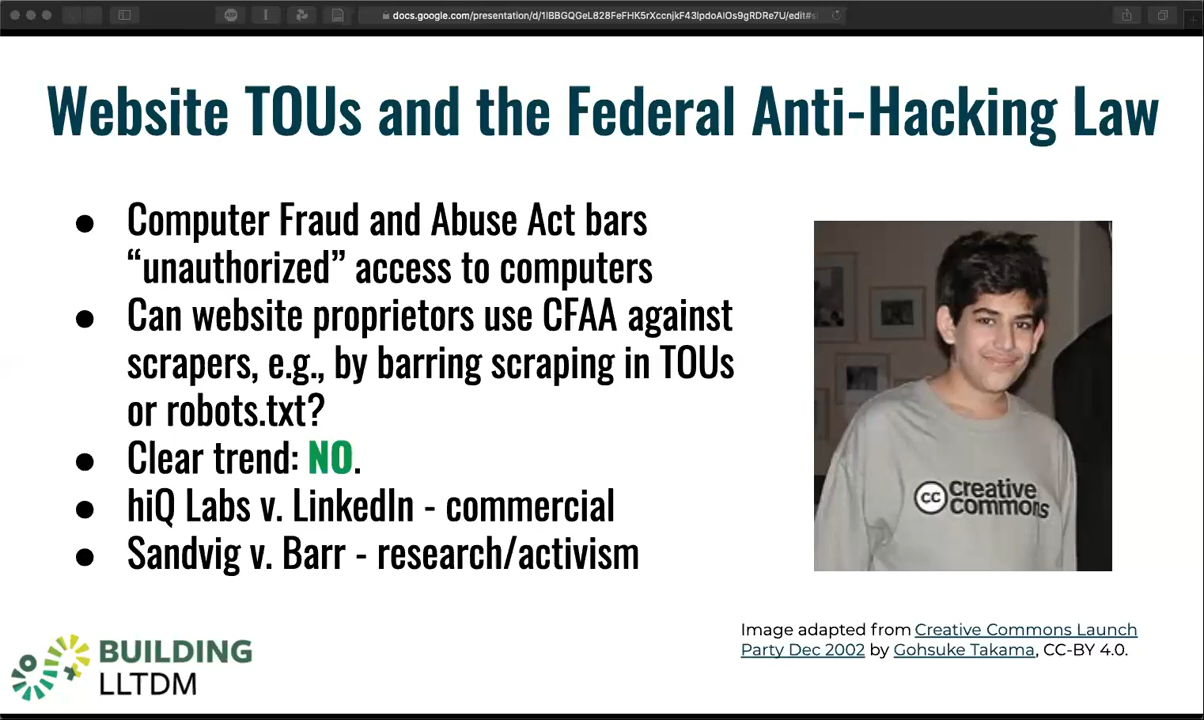 docs.google.com/presentation/d/1lBBGQGeL828FeFHK5rXccnjkF43lpdoAlOs9gRDRe7U/edit#s
Website TOUs and the Federal Anti-Hacking Law
● Computer Fraud and Abuse Act bars
“unauthorized” access to computers
● Can website proprietors use CFAA against
scrapers, e.g., by barring scraping in TOUs
or robots.txt?
● Clear trend: NO.
● hiQ Labs v. LinkedIn - commercial
● Sandvig v. Barr - research/activism
cc creative
commons
Image adapted from Creative Commons Launch
Party Dec 2002 by Gohsuke Takama, CC-BY 4.0.
BUILDING
LLTDM